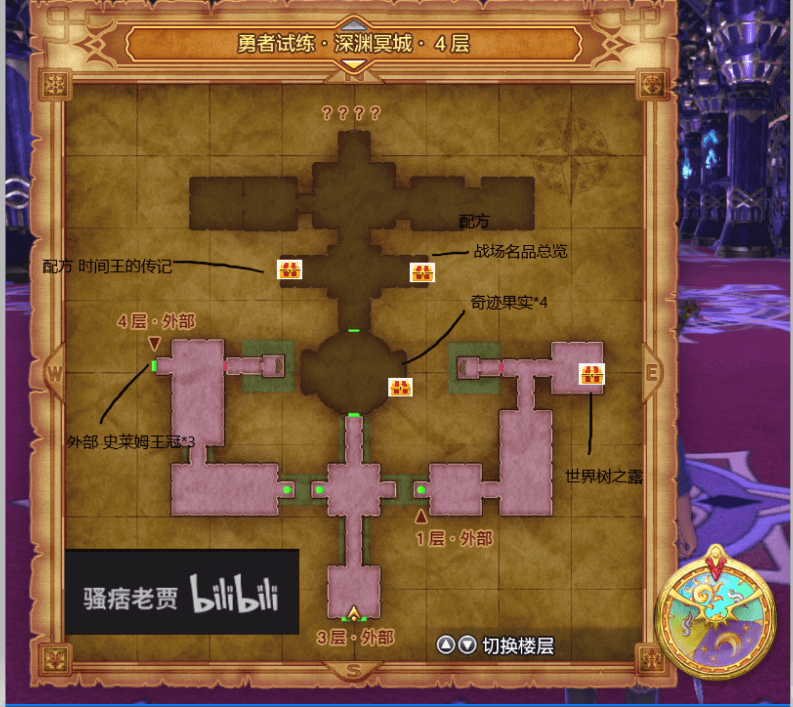 勇者试练·深渊冥城·4层
N
????
配方
战场名品总览
配方 时间王的传记
奇迹果实*4
4层·外部
W
E
外部 史莱姆王冠*3
世界树之露
1层·外部
骚痞老贾 bilibili
3层·外部
切换楼层
S